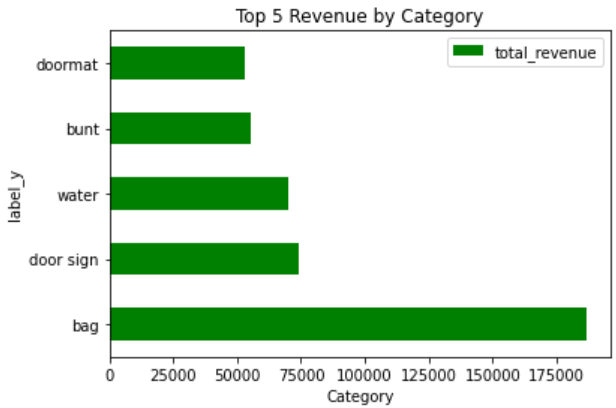 Top 5 Revenue by Category
total_revenue
doormat
bunt
water
door sign
bag
label_y
0 25000 50000 75000 100000 125000 150000 175000
Category